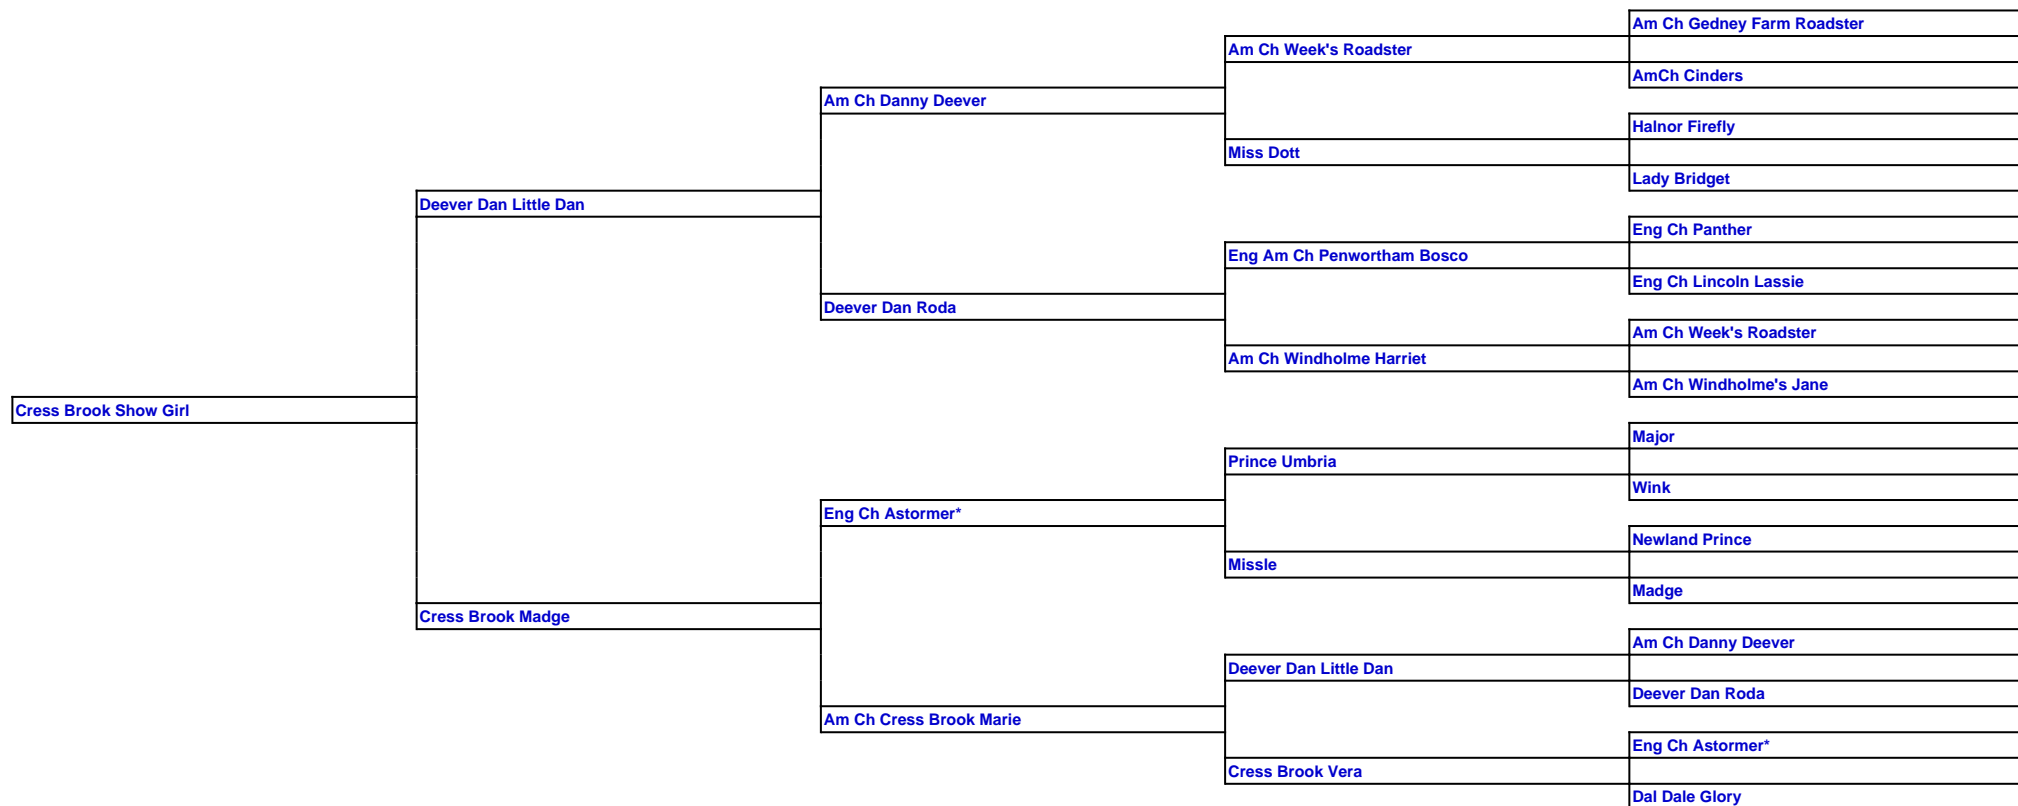 Am Ch Gedney Farm Roadster
Am Ch Week's Roadster
AmCh Cinders
Am Ch Danny Deever
Halnor Firefly
Miss Dott
Lady Bridget
Deever Dan Little Dan
Eng Ch Panther
Eng Am Ch Penwortham Bosco
Eng Ch Lincoln Lassie
Deever Dan Roda
Am Ch Week's Roadster
Am Ch Windholme Harriet
Am Ch Windholme's Jane
Cress Brook Show Girl
Major
Prince Umbria
Wink
Eng Ch Astormer*
Newland Prince
Missle
Madge
Cress Brook Madge
Am Ch Danny Deever
Deever Dan Little Dan
Deever Dan Roda
Am Ch Cress Brook Marie
Eng Ch Astormer*
Cress Brook Vera
Dal Dale Glory